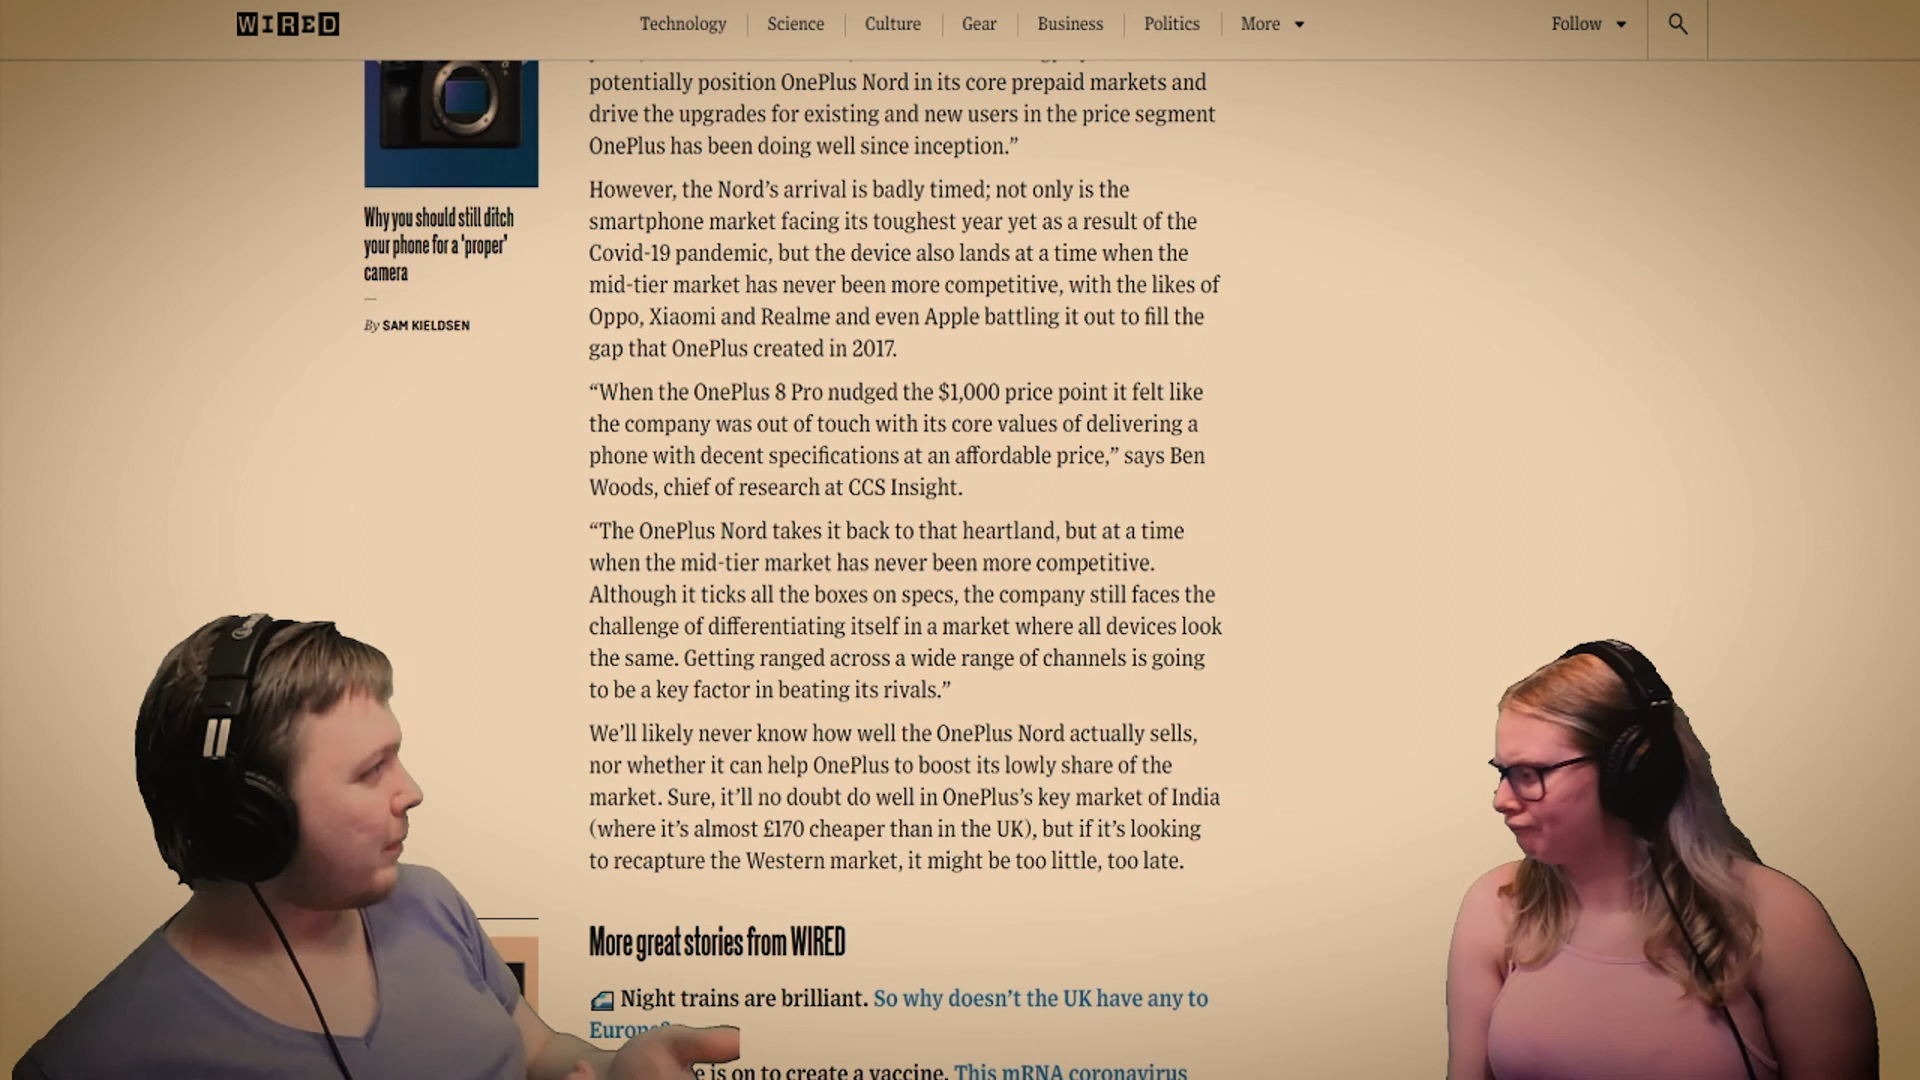 WIRED
Technology
Science
Culture
Gear
Business
Politics
More
Follow
potentially position OnePlus Nord in its core prepaid markets and
drive the upgrades for existing and new users in the price segment
OnePlus has been doing well since inception.”
Why you should still ditch
your phone for a 'proper'
camera
By SAM KIELDSEN
However, the Nord’s arrival is badly timed; not only is the
smartphone market facing its toughest year yet as a result of the
Covid-19 pandemic, but the device also lands at a time when the
mid-tier market has never been more competitive, with the likes of
Oppo, Xiaomi and Realme and even Apple battling it out to fill the
gap that OnePlus created in 2017.
“When the OnePlus 8 Pro nudged the $1,000 price point it felt like
the company was out of touch with its core values of delivering a
phone with decent specifications at an affordable price,” says Ben
Woods, chief of research at CCS Insight.
“The OnePlus Nord takes it back to that heartland, but at a time
when the mid-tier market has never been more competitive.
Although it ticks all the boxes on specs, the company still faces the
challenge of differentiating itself in a market where all devices look
the same. Getting ranged across a wide range of channels is going
to be a key factor in beating its rivals.”
We’ll likely never know how well the OnePlus Nord actually sells,
nor whether it can help OnePlus to boost its lowly share of the
market. Sure, it’ll no doubt do well in OnePlus’s key market of India
(where it’s almost £170 cheaper than in the UK), but if it’s looking
to recapture the Western market, it might be too little, too late.
More great stories from WIRED
Night trains are brilliant. So why doesn’t the UK have any to
Europe?
is on to create a vaccine. This mRNA coronavirus